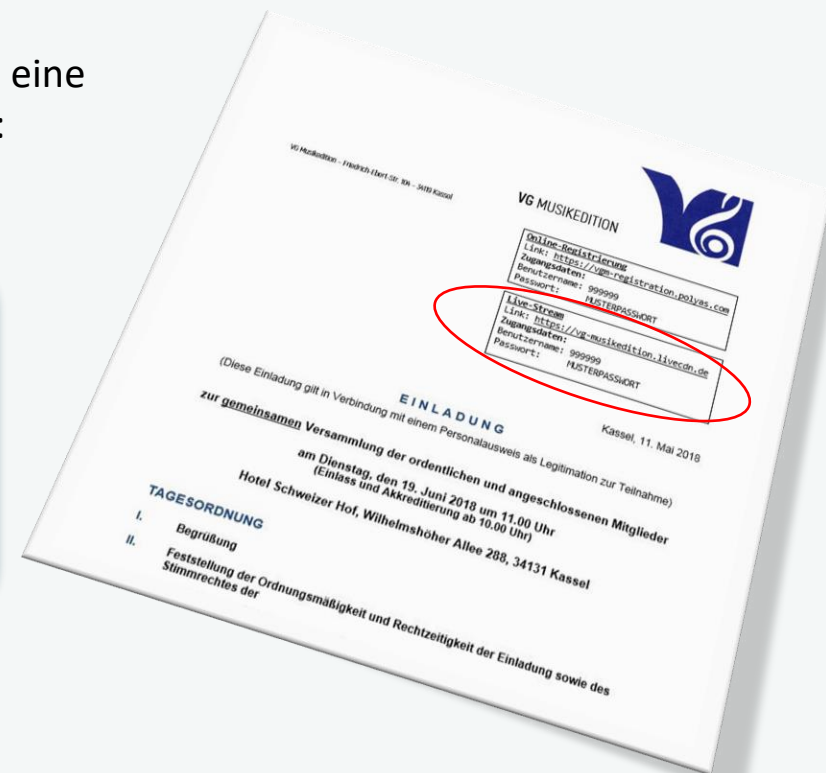 eine
:
VG Musikedition - Friedrich-Ebert-Str. 104 - 34119 Kassel
VG MUSIKEDITION
Online-Registrierung
Link: https://vgm-registration.polyas.com
Zugangsdaten:
Benutzername: 999999
Passwort: MUSTERPASSWORT
Live-Stream
Link: https://vg-musikedition.livecdn.de
Zugangsdaten:
Benutzername: 999999
Passwort: MUSTERPASSWORT
Kassel, 11. Mai 2018
EINLADUNG
(Diese Einladung gilt in Verbindung mit einem Personalausweis als Legitimation zur Teilnahme)
zur gemeinsamen Versammlung der ordentlichen und angeschlossenen Mitglieder
am Dienstag, den 19. Juni 2018 um 11.00 Uhr
(Einlass und Akkreditierung ab 10.00 Uhr)
Hotel Schweizer Hof, Wilhelmshöher Allee 288, 34131 Kassel
TAGESORDNUNG
I. Begrüßung
II. Feststellung der Ordnungsmäßigkeit und Rechtzeitigkeit der Einladung sowie des
Stimmrechtes der